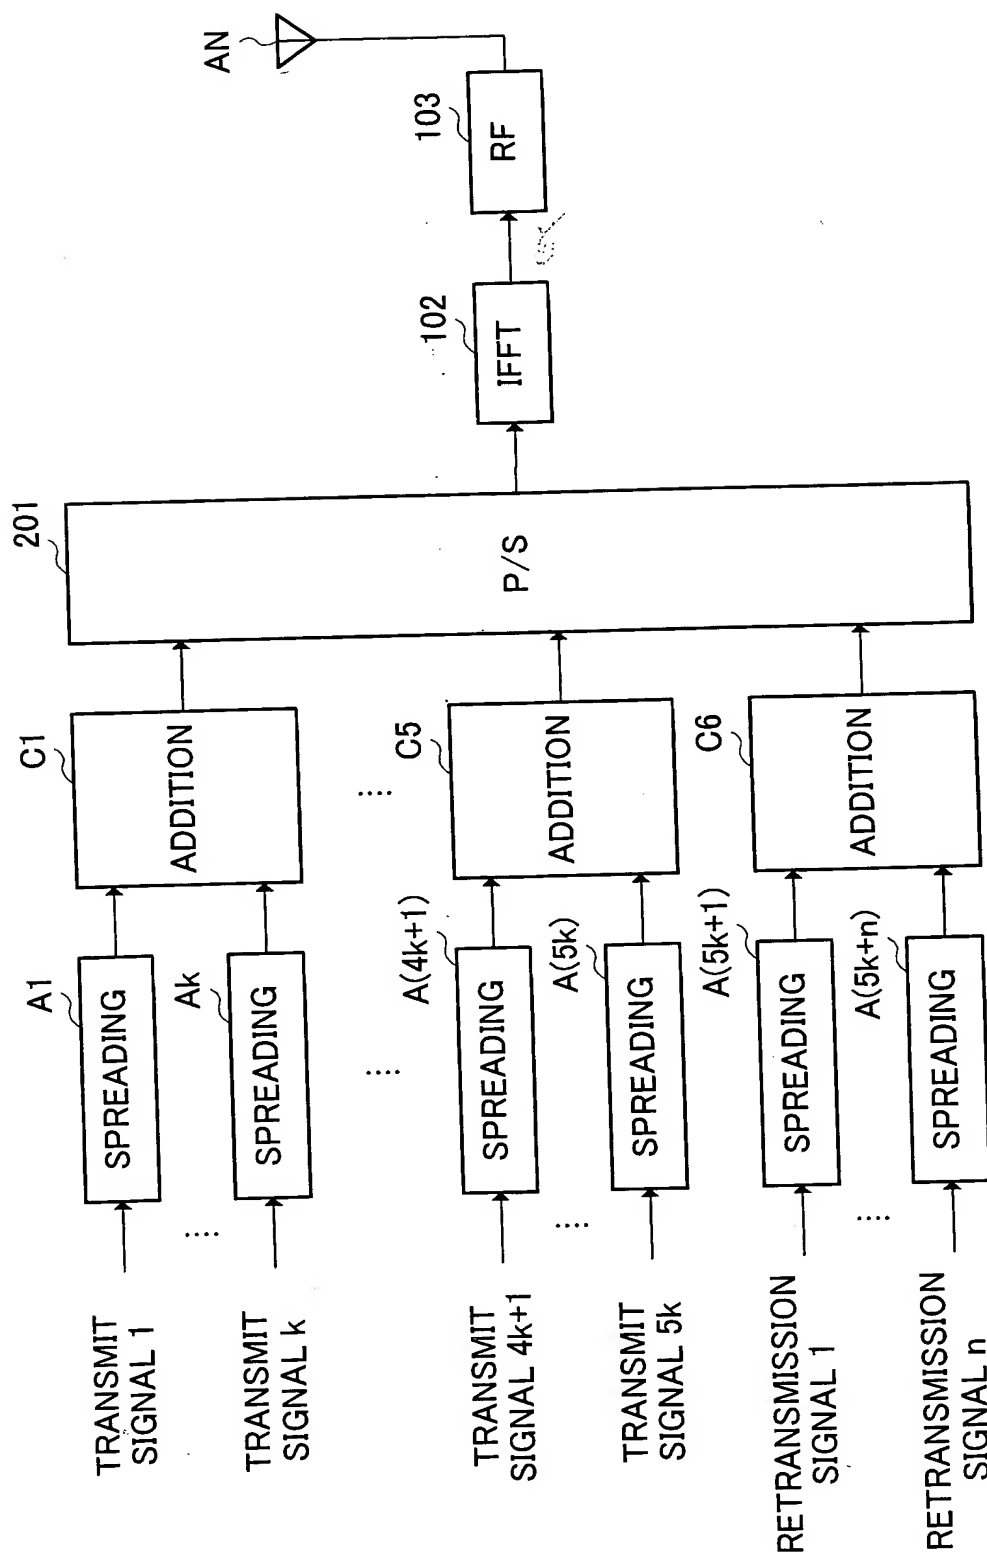 TRANSMIT
SIGNAL 1
A1
SPREADING
C1
ADDITION
201
P/S
102
IFFT
103
RF
AN
....
TRANSMIT
SIGNAL k
Ak
SPREADING
....
....
TRANSMIT
SIGNAL 4k+1
A(4k+1)
SPREADING
C5
ADDITION
....
TRANSMIT
SIGNAL 5k
A(5k)
SPREADING
RETRANSMISSION
SIGNAL 1
A(5k+1)
SPREADING
C6
ADDITION
....
RETRANSMISSION
SIGNAL n
A(5k+n)
SPREADING